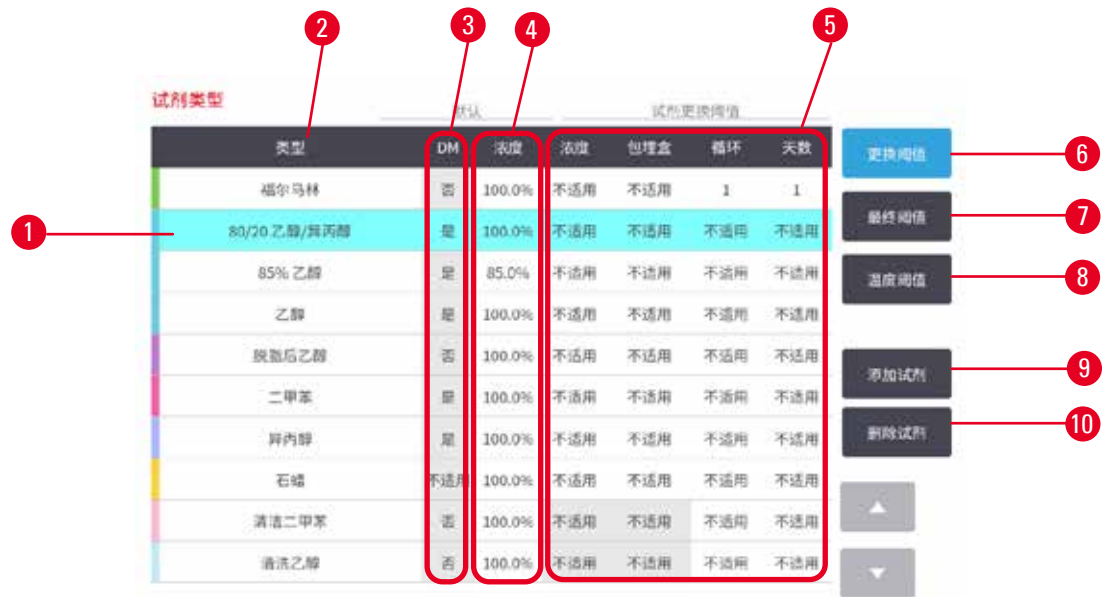 2 3 4 5
试剂类型 默认 试剂更换阈值
类型 DM 浓度 浓度 包埋盒 循环 天数
更换阈值 6
福尔马林 否 100.0% 不适用 不适用 1 1
最终阈值 7
1 80/20 乙醇/异丙醇 是 100.0% 不适用 不适用 不适用 不适用
85% 乙醇 是 85.0% 不适用 不适用 不适用 不适用
温度阈值 8
乙醇 是 100.0% 不适用 不适用 不适用 不适用
脱脂后乙醇 否 100.0% 不适用 不适用 不适用 不适用
添加试剂 9
二甲苯 是 100.0% 不适用 不适用 不适用 不适用
异丙醇 是 100.0% 不适用 不适用 不适用 不适用
删除试剂 10
石蜡 不适用 100.0% 不适用 不适用 不适用 不适用
清洁二甲苯 否 100.0% 不适用 不适用 不适用 不适用
清洗乙醇 否 100.0% 不适用 不适用 不适用 不适用